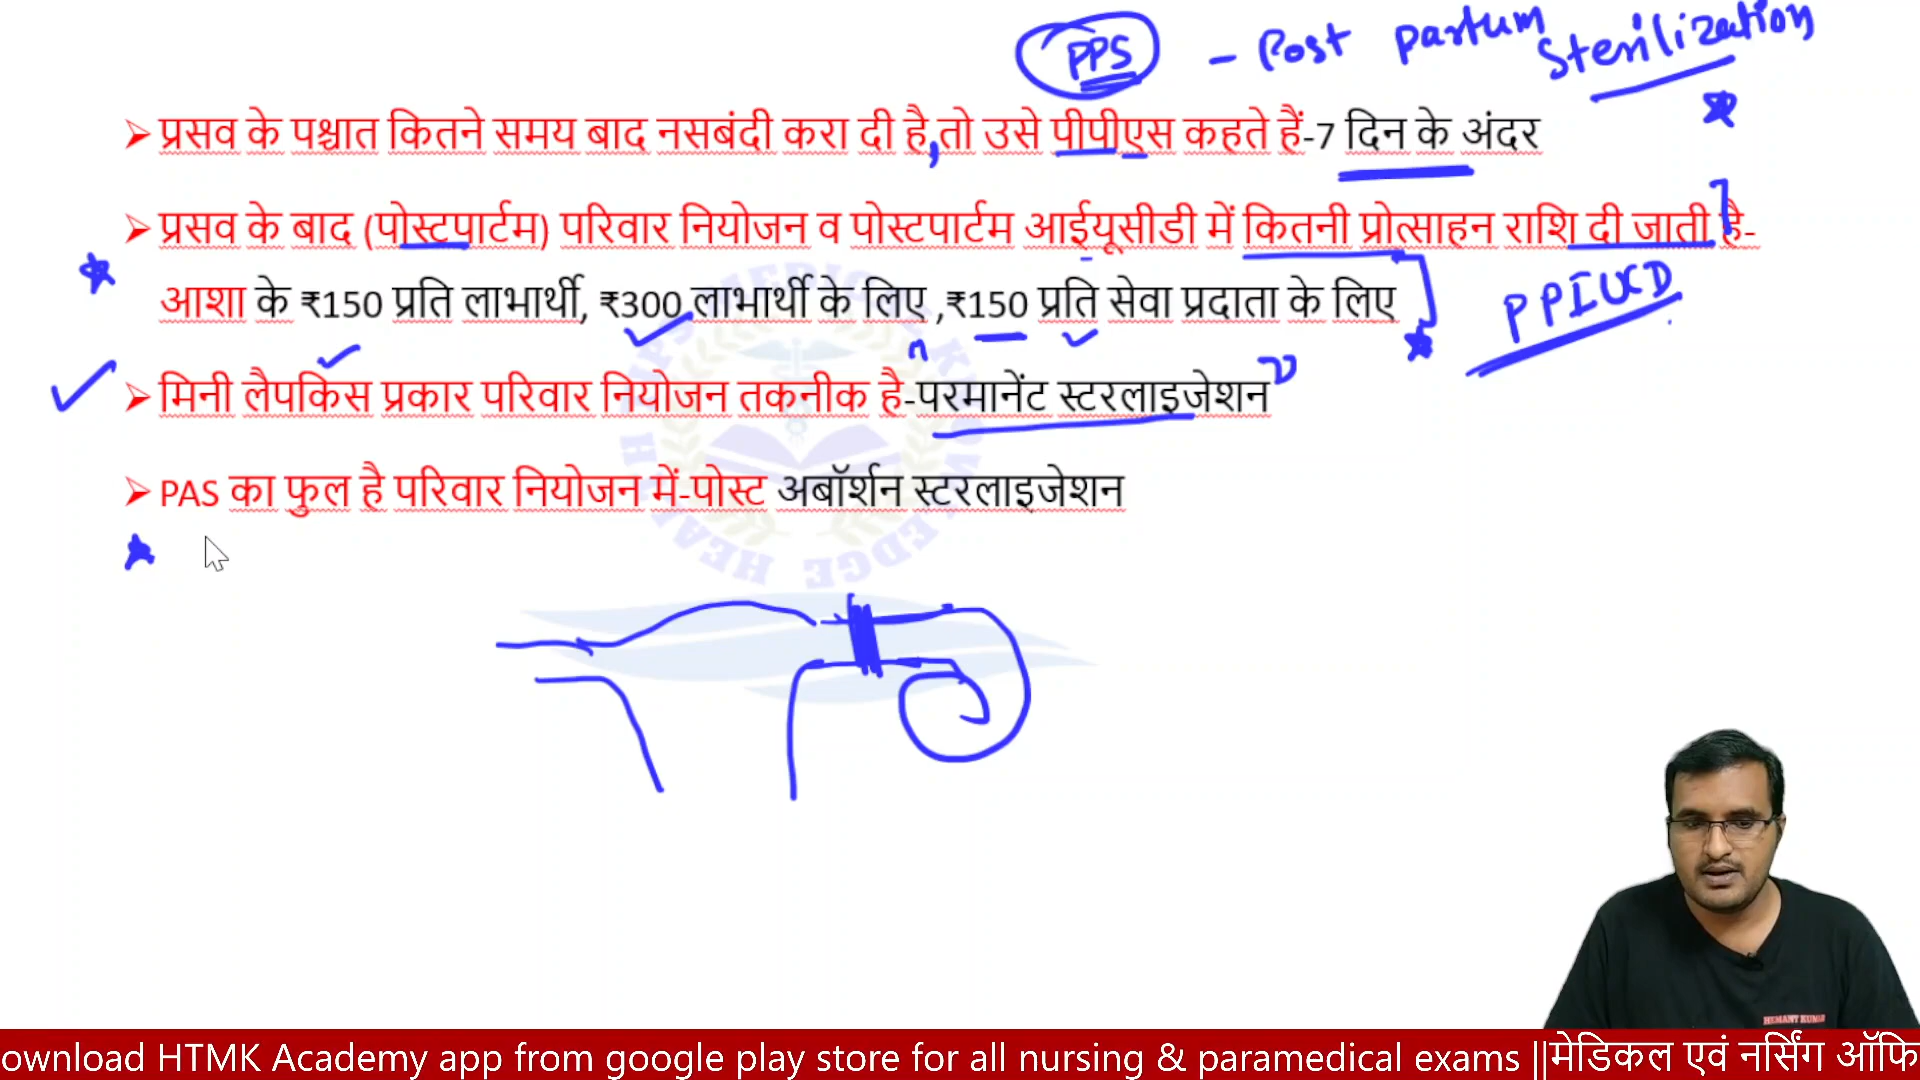 PPS - Post partum Sterilization
➢ प्रसव के पश्चात कितने समय बाद नसबंदी करा दी है,तो उसे पीपीएस कहते हैं-7 दिन के अंदर
➢ प्रसव के बाद (पोस्टपार्टम) परिवार नियोजन व पोस्टपार्टम आईयूसीडी में कितनी प्रोत्साहन राशि दी जाती है-
आशा के ₹150 प्रति लाभार्थी, ₹300 लाभार्थी के लिए ,₹150 प्रति सेवा प्रदाता के लिए
PPIUCD
➢ मिनी लैपकिस प्रकार परिवार नियोजन तकनीक है-परमानेंट स्टरलाइजेशन
➢ PAS का फुल है परिवार नियोजन में-पोस्ट अबॉर्शन स्टरलाइजेशन
HEMANT KUMAR
ownload HTMK Academy app from google play store for all nursing & paramedical exams ||मेडिकल एवं नर्सिंग ऑफि